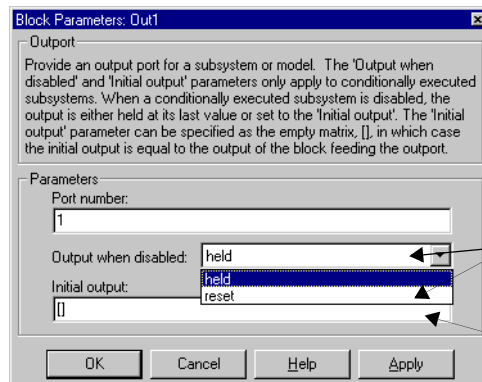 Block Parameters: Out1
Outport
Provide an output port for a subsystem or model. The 'Output when
disabled' and 'Initial output' parameters only apply to conditionally executed
subsystems. When a conditionally executed subsystem is disabled, the
output is either held at its last value or set to the 'Initial output'. The 'Initial
output' parameter can be specified as the empty matrix, [], in which case
the initial output is equal to the output of the block feeding the outport.
Parameters
Port number:
1
Output when disabled: held
held
reset
Initial output:
[]
OK Cancel Help Apply